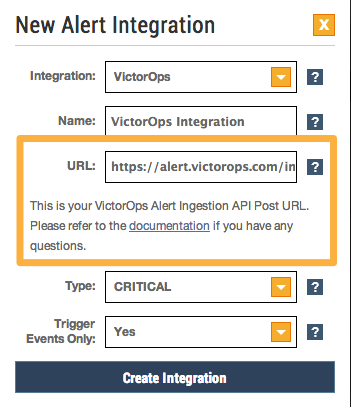 New Alert Integration X
Integration: VictorOps ?
Name: VictorOps Integration
URL: https://alert.victorops.com/in ?
This is your VictorOps Alert Ingestion API Post URL.
Please refer to the documentation if you have any
questions.
Type: CRITICAL ?
Trigger
Events Only: Yes ?
Create Integration